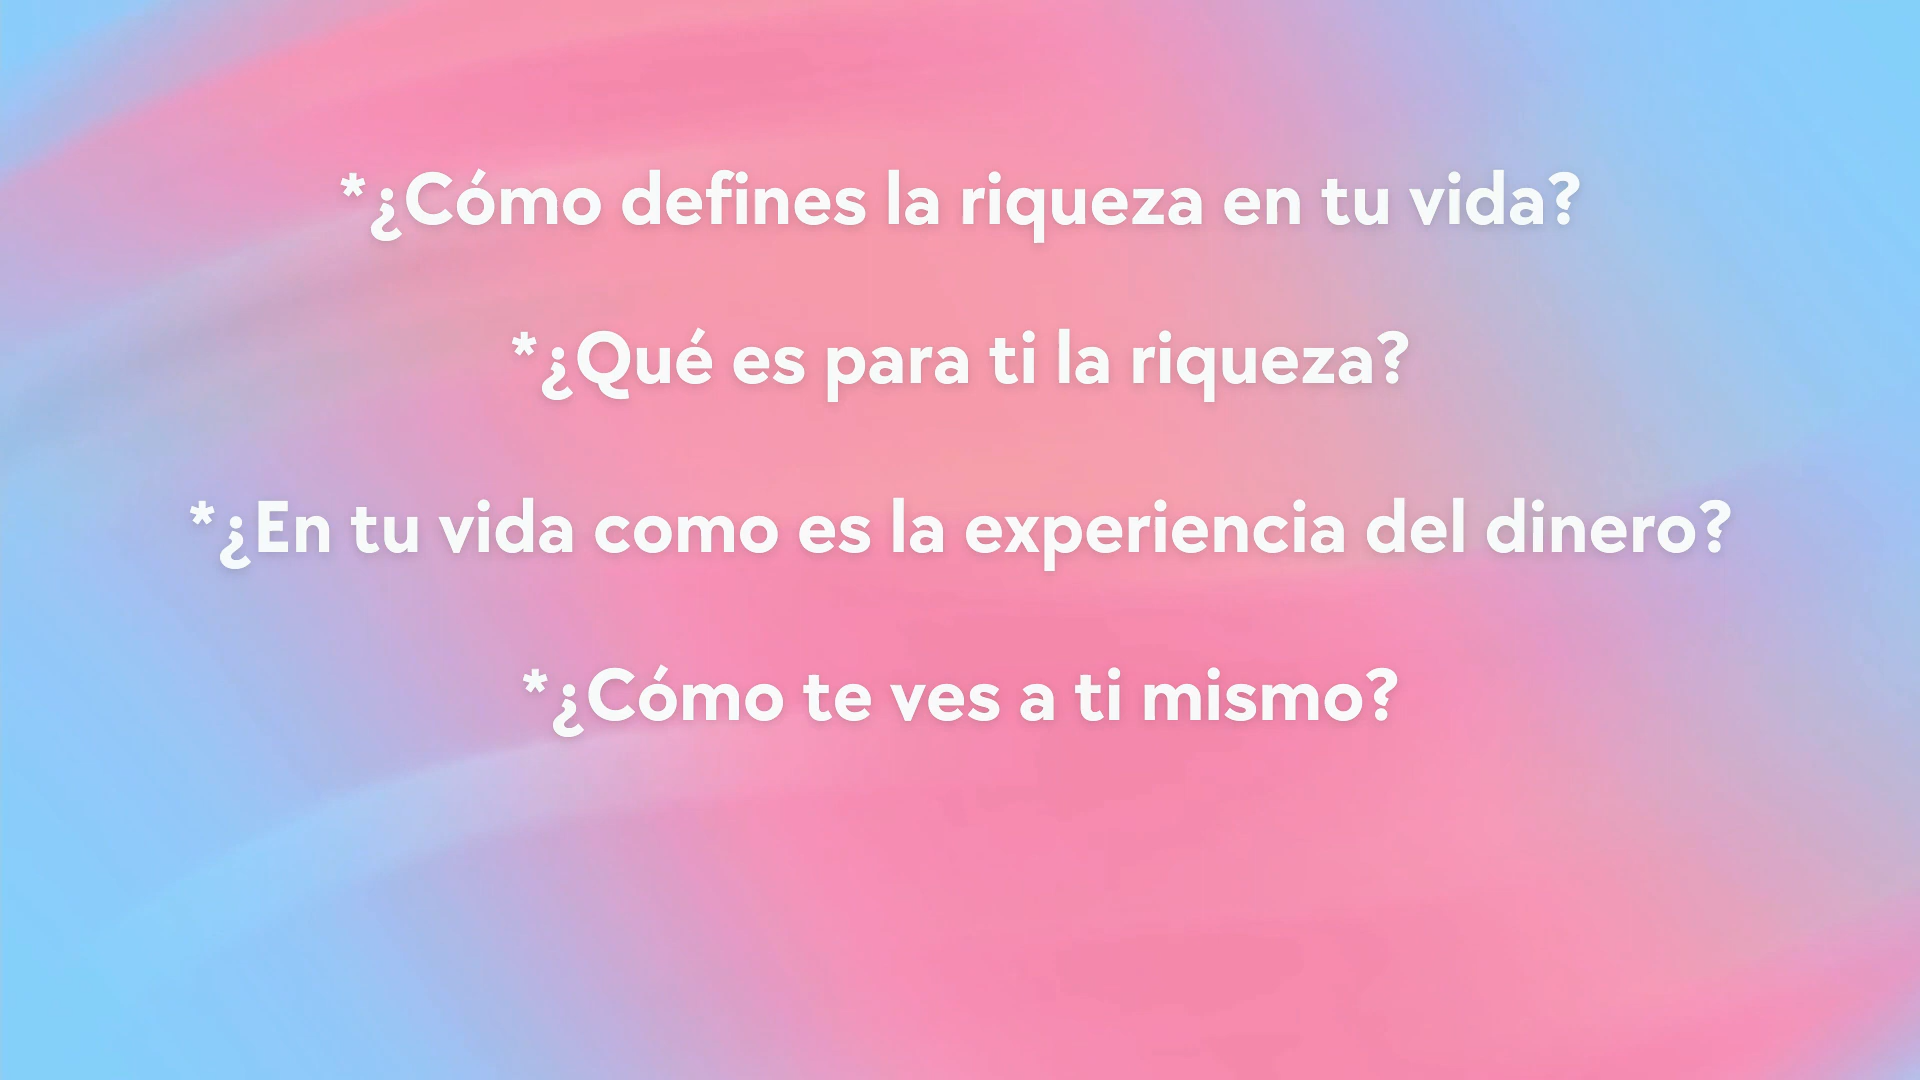 *¿Cómo defines la riqueza en tu vida?
*¿Qué es para ti la riqueza?
*¿En tu vida como es la experiencia del dinero?
*¿Cómo te ves a ti mismo?